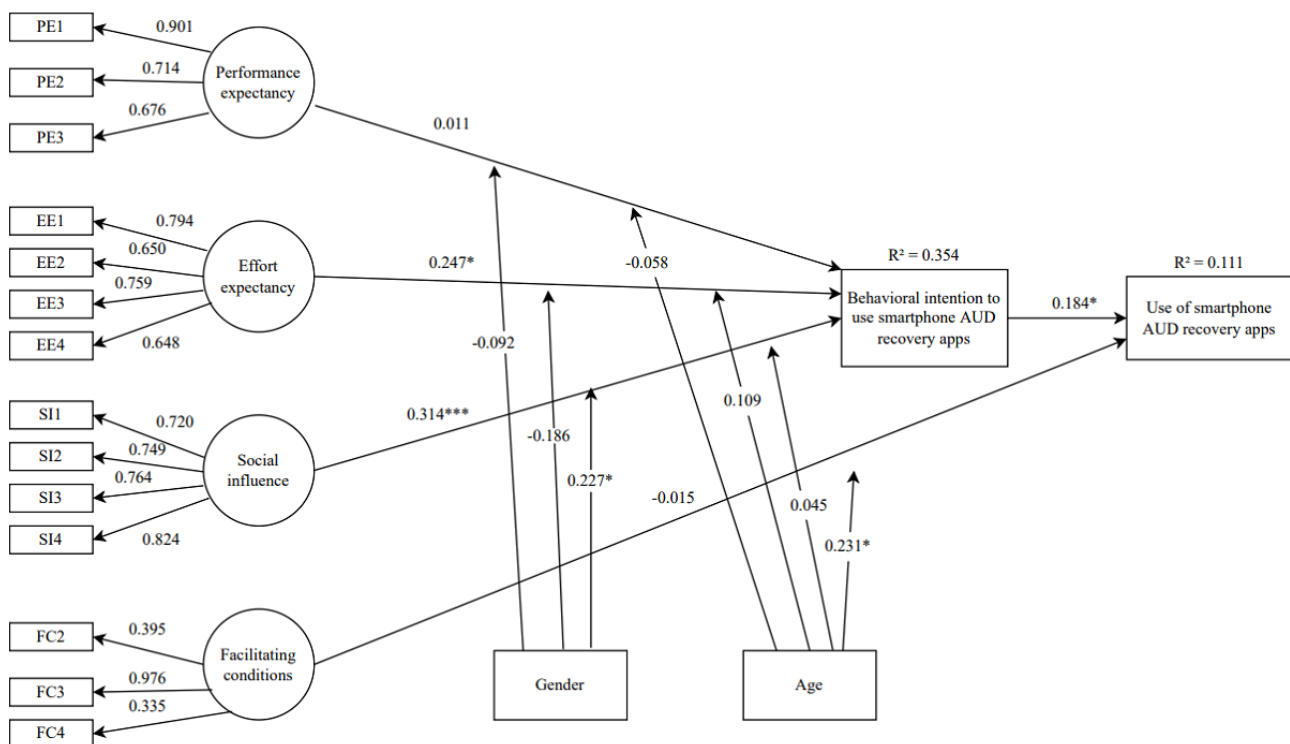 PE1
0.901
PE2
0.714
PE3
0.676
Performance
expectancy
0.011
EE1
0.794
EE2
0.650
EE3
0.759
EE4
0.648
Effort
expectancy
0.247*
-0.058
-0.092
R² = 0.354
Behavioral intention to
use smartphone AUD
recovery apps
0.184*
R² = 0.111
Use of smartphone
AUD recovery apps
SI1
0.720
SI2
0.749
SI3
0.764
SI4
0.824
Social
influence
0.314***
-0.186
0.227*
0.109
0.045
0.231*
-0.015
FC2
0.395
FC3
0.976
FC4
0.335
Facilitating
conditions
Gender
Age